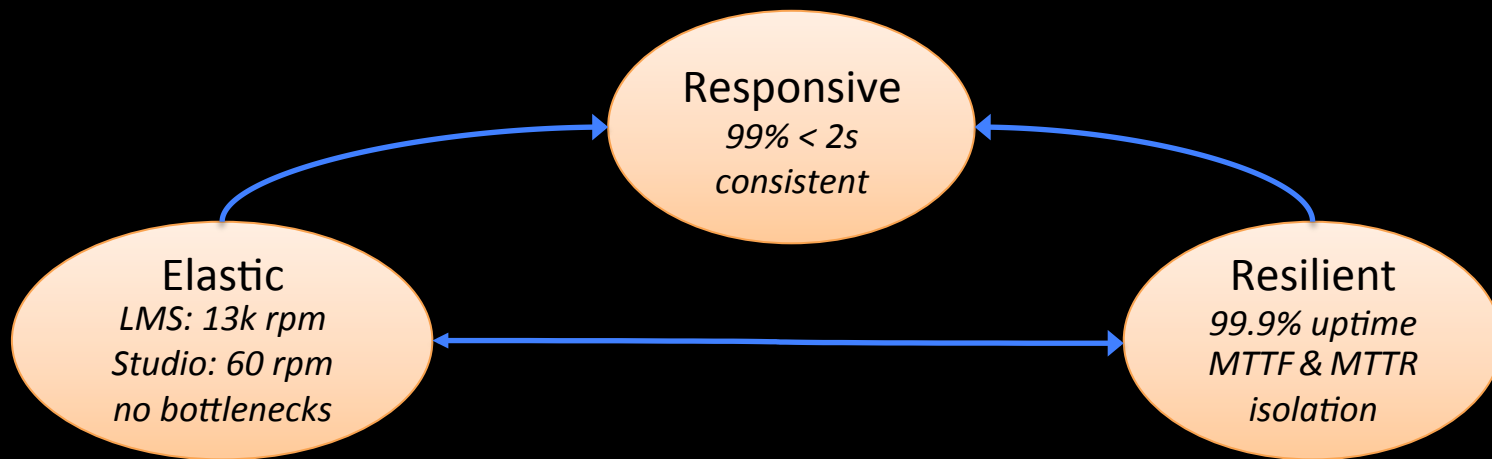 Responsive
99% < 2s
consistent
Elastic
LMS: 13k rpm
Studio: 60 rpm
no bottlenecks
Resilient
99.9% uptime
MTTF & MTTR
isolation